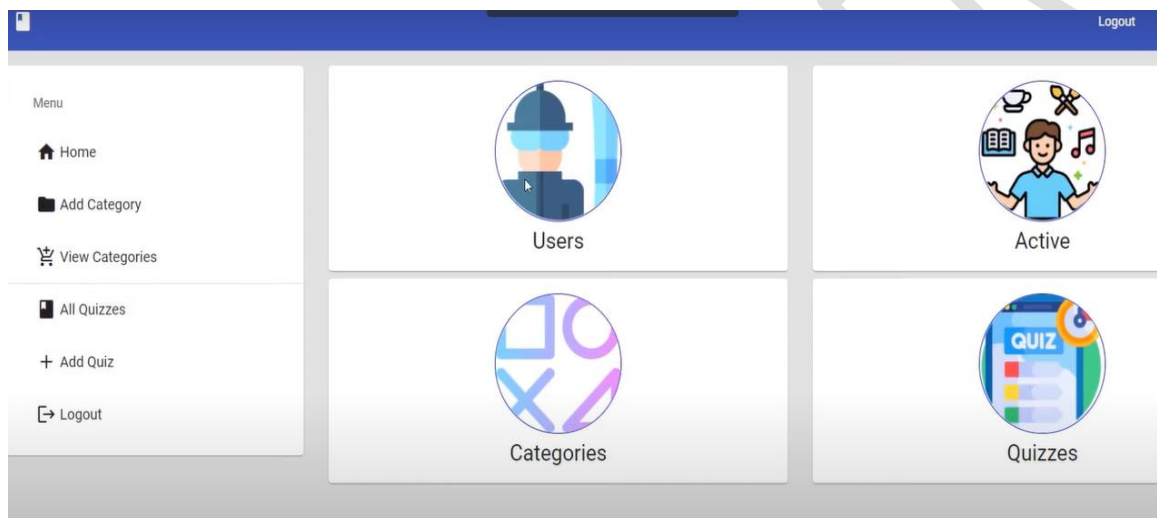 Logout
Menu
Home
Add Category
View Categories
All Quizzes
Add Quiz
Logout
Users
Active
Categories
QUIZ
Quizzes